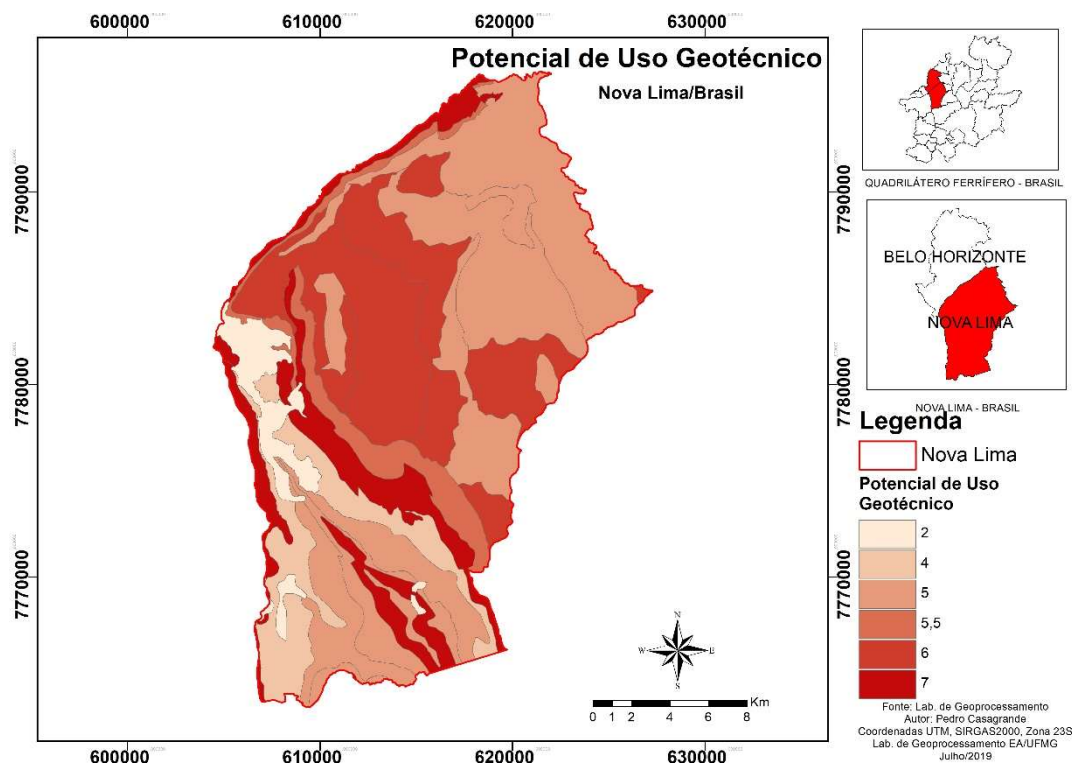 600000 610000 620000 630000
Potencial de Uso Geotécnico
Nova Lima/Brasil
7790000
7780000
7770000
7790000
7780000
7770000
N
W E
S
Km
0 1 2 4 6 8
600000 610000 620000 630000
QUADRILÁTERO FERRÍFERO - BRASIL
BELO HORIZONTE
NOVA LIMA
NOVA LIMA - BRASIL
Legenda
Nova Lima
Potencial de Uso
Geotécnico
2
4
5
5,5
6
7
Fonte: Lab. de Geoprocessamento
Autor: Pedro Casagrande
Coordenadas UTM, SIRGAS2000, Zona 23S
Lab. de Geoprocessamento EA/UFMG
Julho/2019